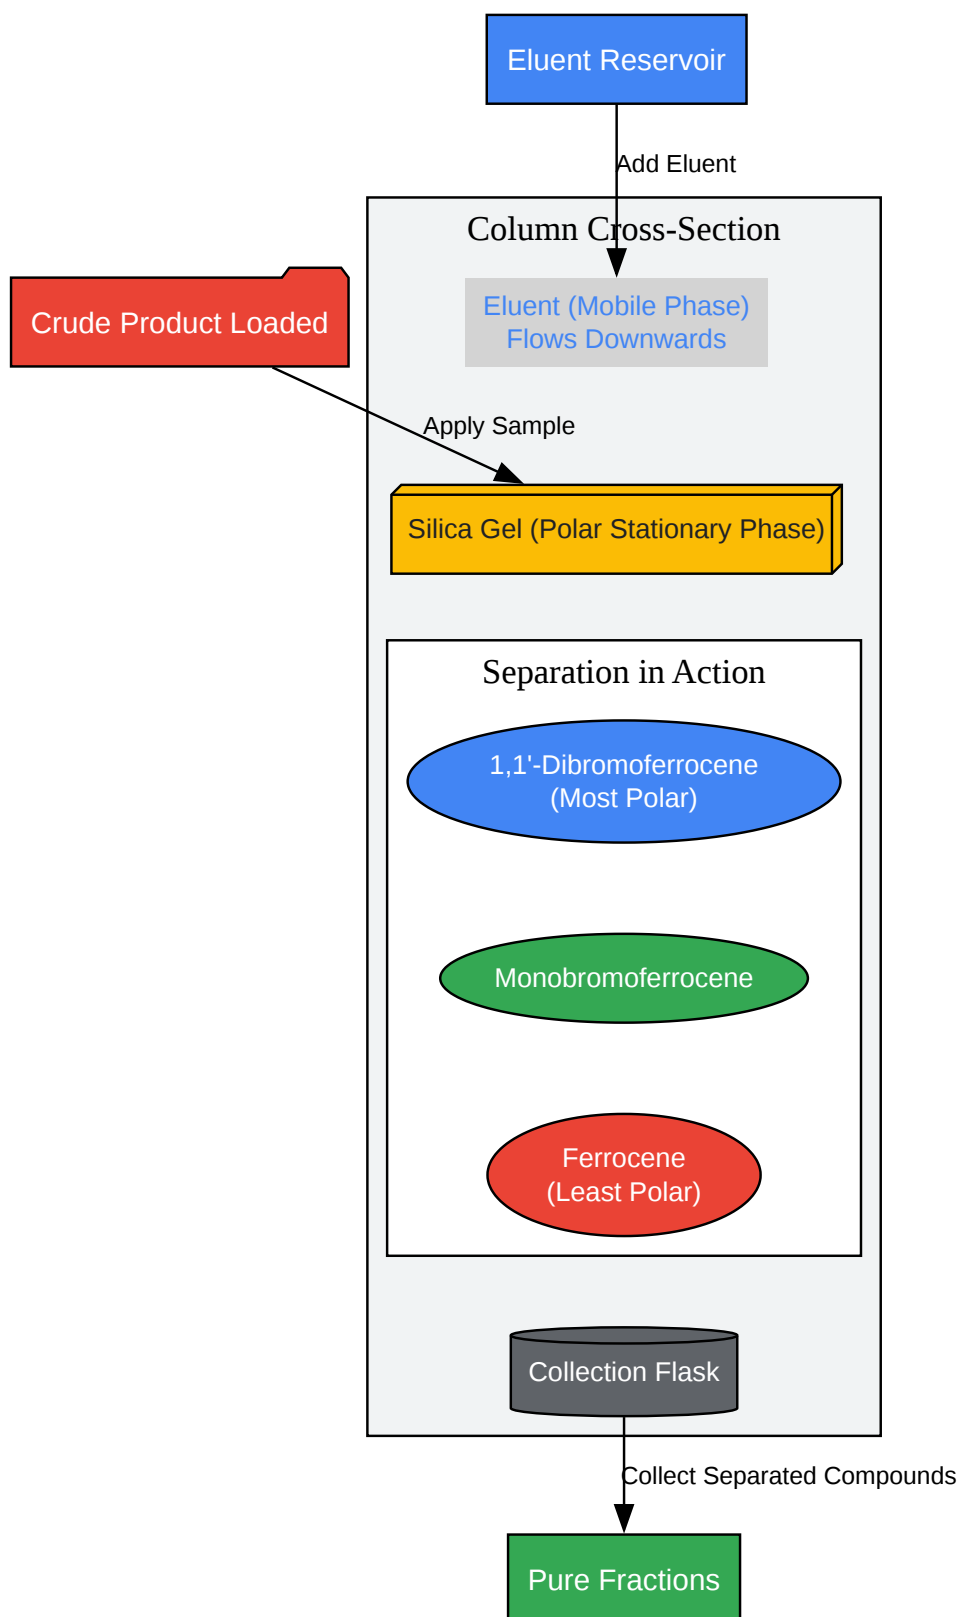 Eluent Reservoir
Add Eluent
Column Cross-Section
Eluent (Mobile Phase)
Flows Downwards
Crude Product Loaded
Apply Sample
Silica Gel (Polar Stationary Phase)
Separation in Action
1,1'-Dibromoferrocene
(Most Polar)
Monobromoferrocene
Ferrocene
(Least Polar)
Collection Flask
Collect Separated Compounds
Pure Fractions